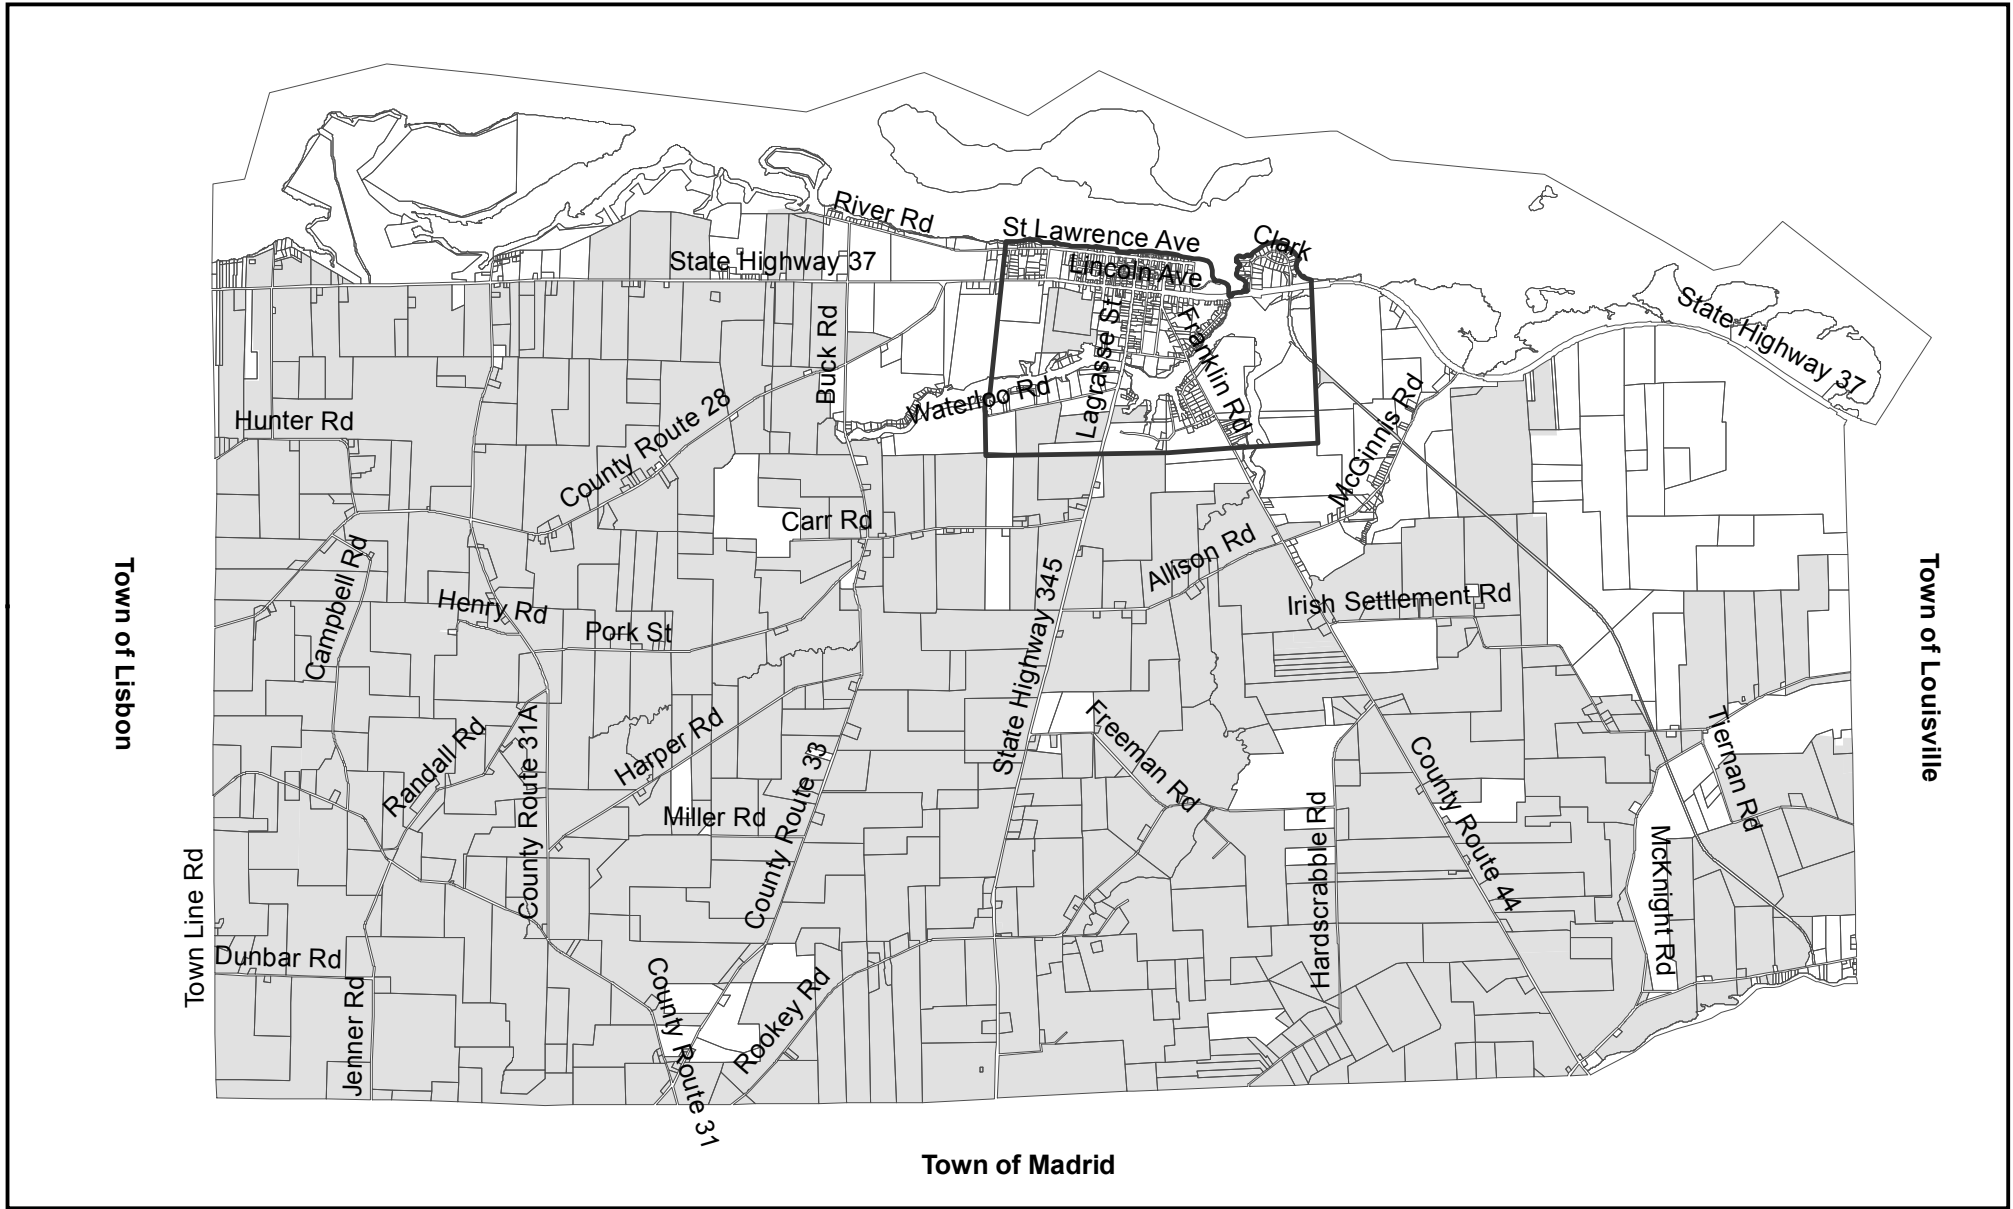 River Rd
St Lawrence Ave
Clark
State Highway 37
Lincoln Ave
State Highway 37
Buck Rd
Lagrasse St
Franklin Rd
Waterloo Rd
Hunter Rd
County Route 28
McGinnis Rd
Carr Rd
Allison Rd
Campbell Rd
Henry Rd
Pork St
State Highway 345
Irish Settlement Rd
Town of Lisbon
Town of Louisville
Randall Rd
County Route 31A
Harper Rd
Freeman Rd
Tiernan Rd
Miller Rd
County Route 33
County Route 44
Hardscrabble Rd
McKnight Rd
Town Line Rd
Dunbar Rd
Jenner Rd
County Route 31
Rookey Rd
Town of Madrid